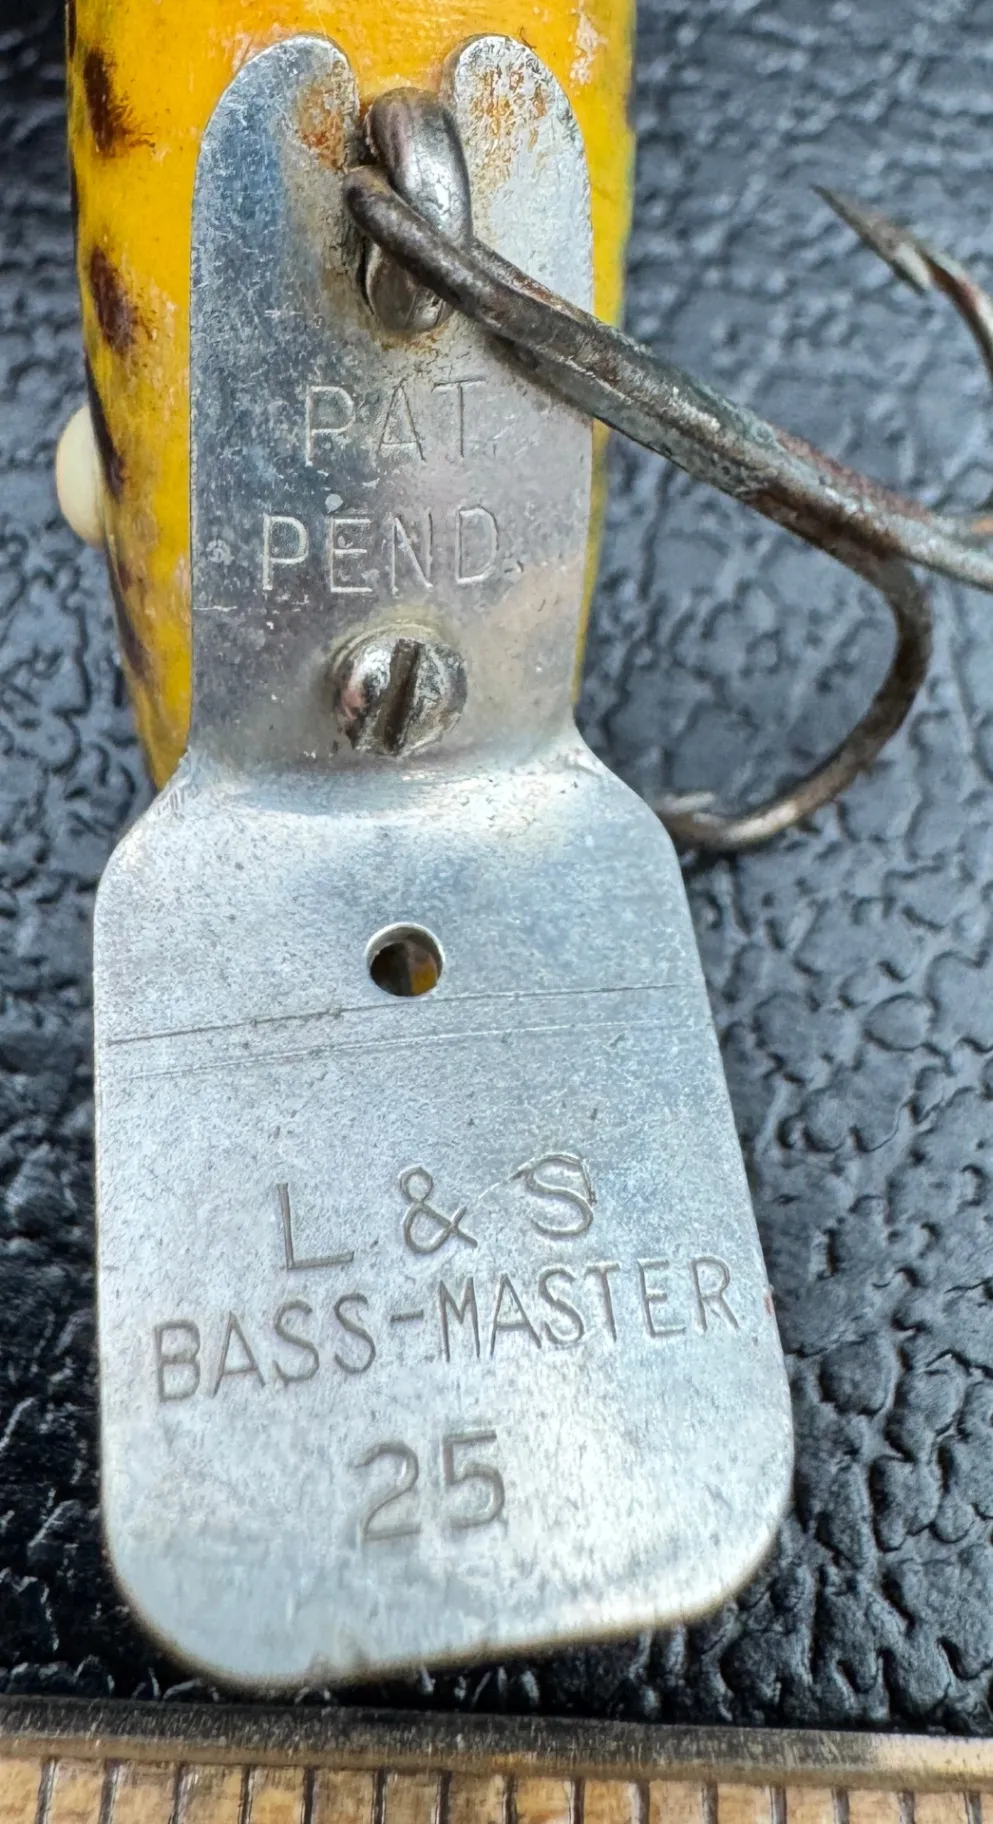 PAT.
PEND.
L & S
BASS-MASTER
25